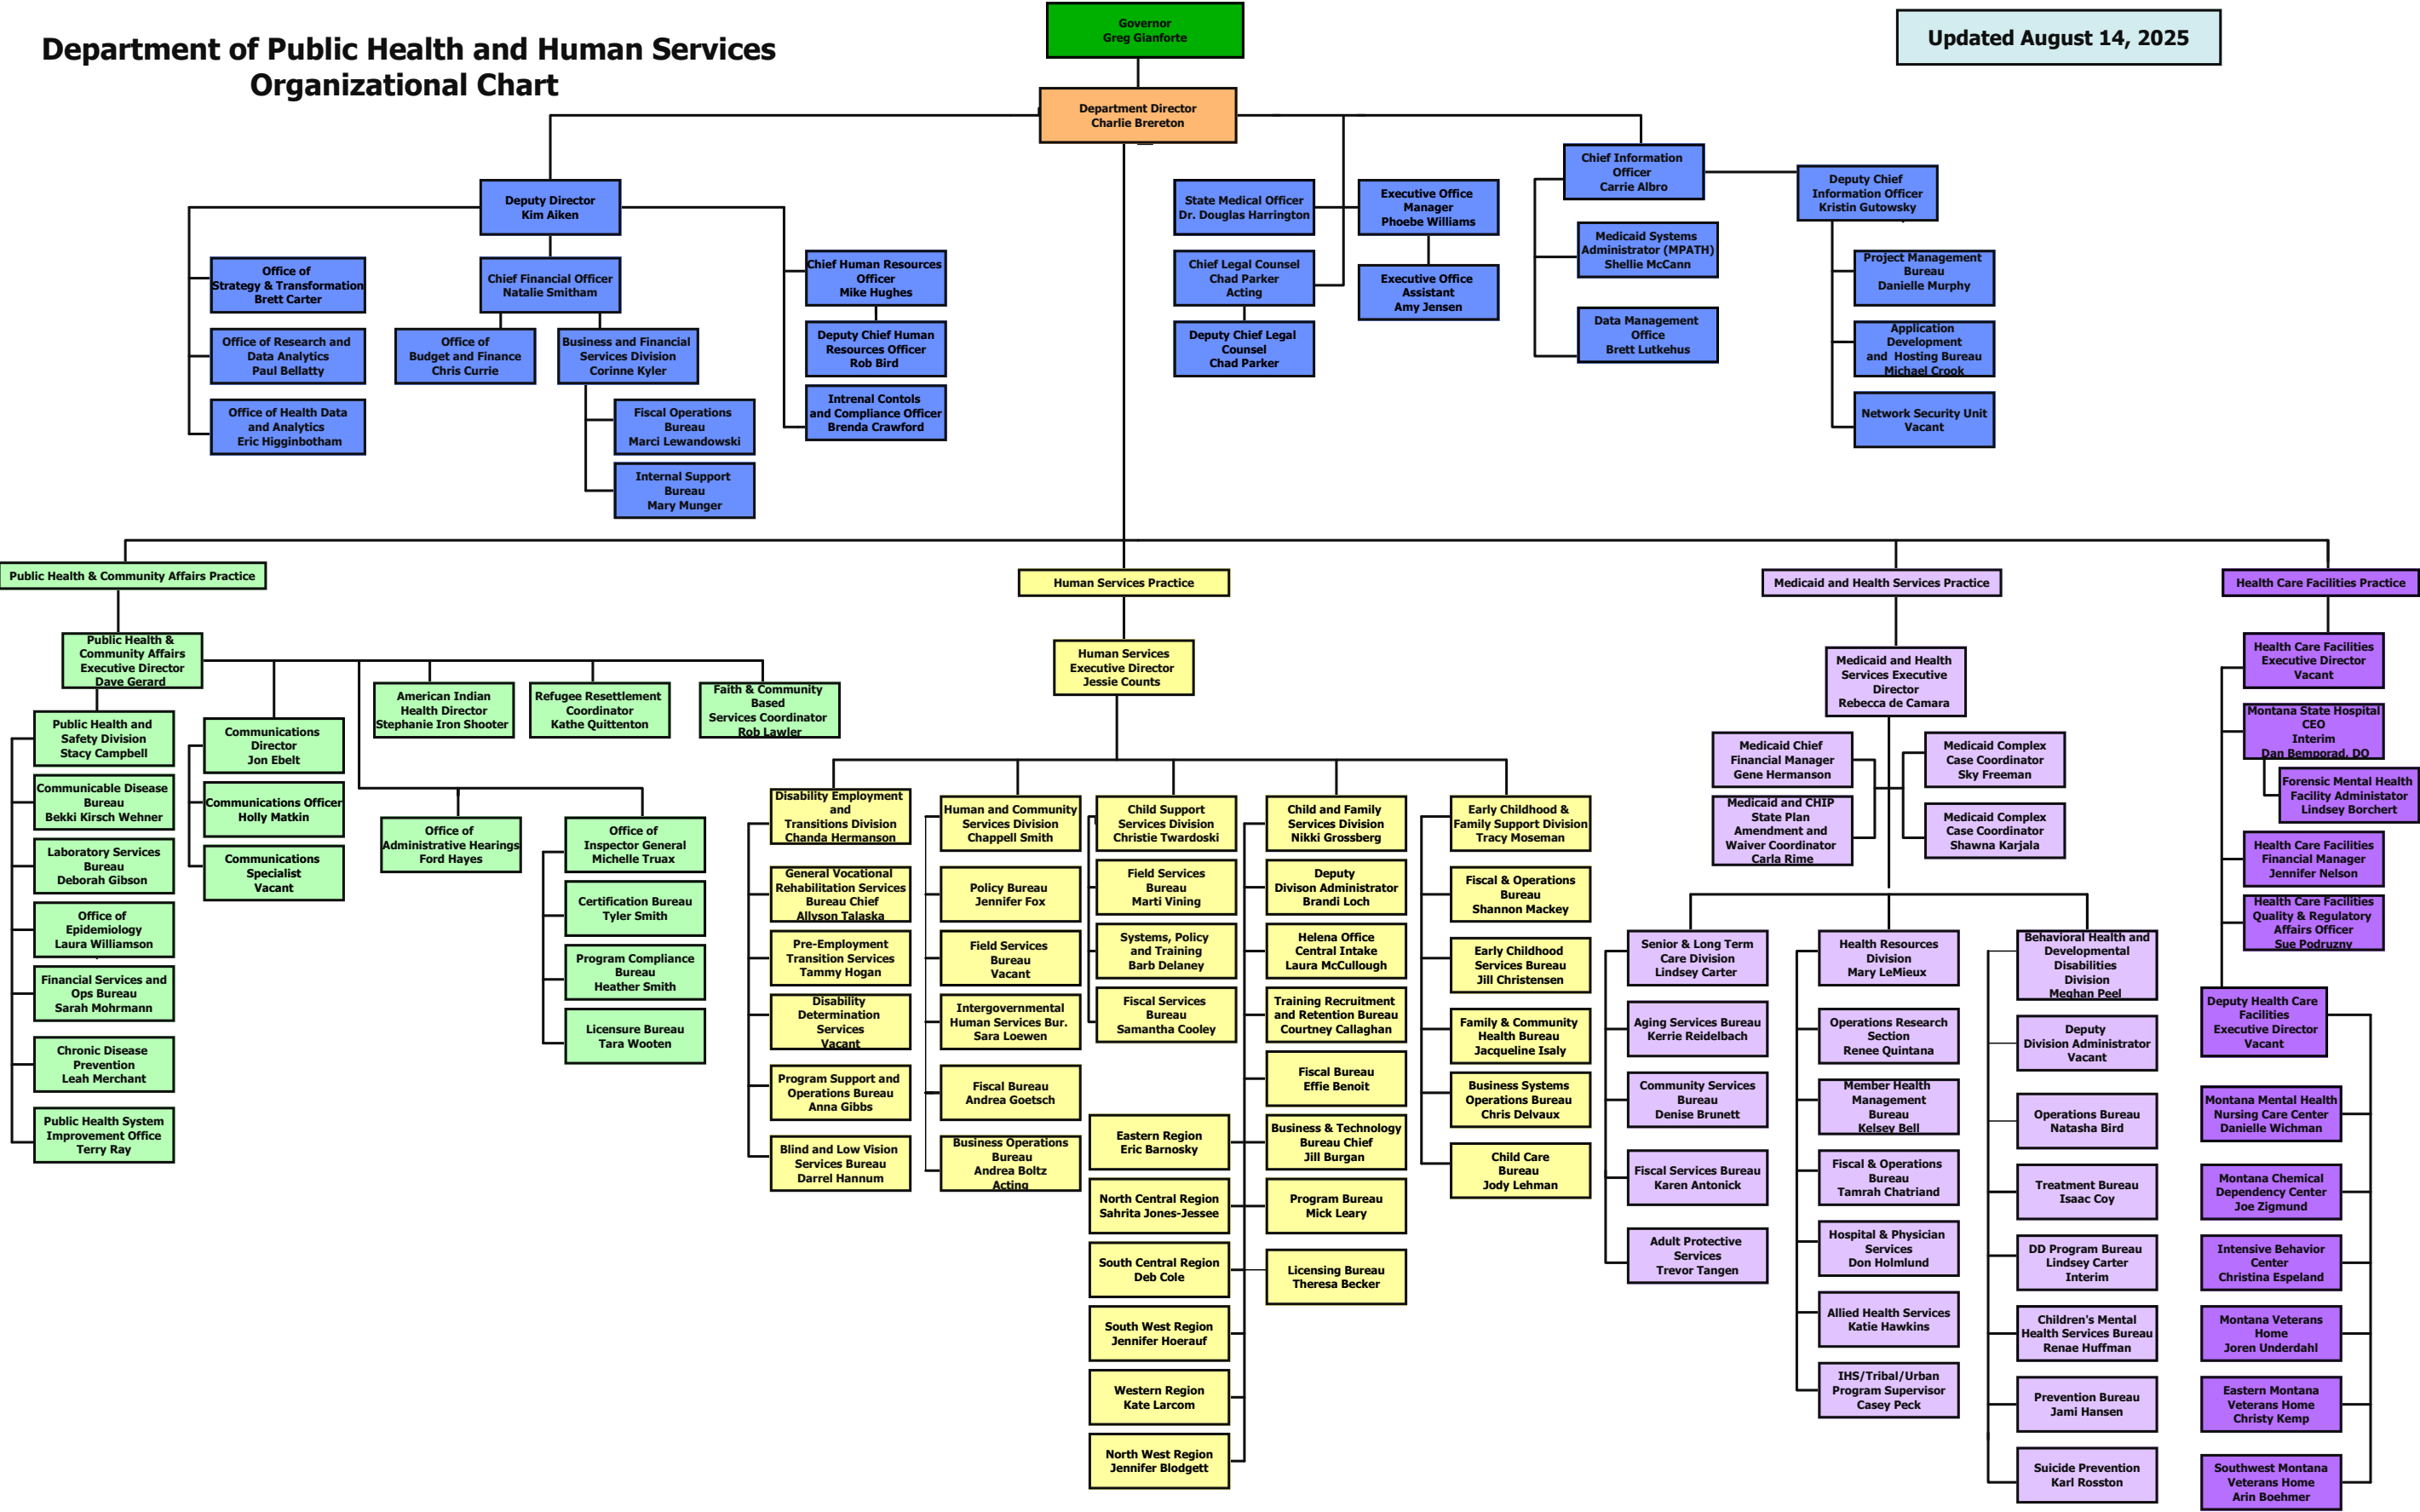 Department of Public Health and Human Services
Organizational Chart
Governor
Greg Gianforte
Updated August 14, 2025
Department Director
Charlie Brereton
Deputy Director
Kim Aiken
Office of
Strategy & Transformation
Brett Carter
Office of Research and
Data Analytics
Paul Bellatty
Office of Health Data
and Analytics
Eric Higginbotham
Chief Financial Officer
Natalie Smitham
Office of
Budget and Finance
Chris Currie
Business and Financial
Services Division
Corinne Kyler
Fiscal Operations
Bureau
Marci Lewandowski
Internal Support
Bureau
Mary Munger
Chief Human Resources
Officer
Mike Hughes
Deputy Chief Human
Resources Officer
Rob Bird
Intrenal Contols
and Compliance Officer
Brenda Crawford
State Medical Officer
Dr. Douglas Harrington
Chief Legal Counsel
Chad Parker
Acting
Deputy Chief Legal
Counsel
Chad Parker
Executive Office
Manager
Phoebe Williams
Executive Office
Assistant
Amy Jensen
Chief Information
Officer
Carrie Albro
Medicaid Systems
Administrator (MPATH)
Shellie McCann
Data Management
Office
Brett Lutkehus
Deputy Chief
Information Officer
Kristin Gutowsky
Project Management
Bureau
Danielle Murphy
Application
Development
and Hosting Bureau
Michael Crook
Network Security Unit
Vacant
Public Health & Community Affairs Practice
Public Health &
Community Affairs
Executive Director
Dave Gerard
Public Health and
Safety Division
Stacy Campbell
Communicable Disease
Bureau
Bekki Kirsch Wehner
Laboratory Services
Bureau
Deborah Gibson
Office of
Epidemiology
Laura Williamson
Financial Services and
Ops Bureau
Sarah Mohrmann
Chronic Disease
Prevention
Leah Merchant
Public Health System
Improvement Office
Terry Ray
Communications
Director
Jon Ebelt
Communications Officer
Holly Matkin
Communications
Specialist
Vacant
American Indian
Health Director
Stephanie Iron Shooter
Refugee Resettlement
Coordinator
Kathe Quittenton
Faith & Community
Based
Services Coordinator
Rob Lawler
Office of
Administrative Hearings
Ford Hayes
Office of
Inspector General
Michelle Truax
Certification Bureau
Tyler Smith
Program Compliance
Bureau
Heather Smith
Licensure Bureau
Tara Wooten
Human Services Practice
Human Services
Executive Director
Jessie Counts
Disability Employment
and
Transitions Division
Chanda Hermanson
General Vocational
Rehabilitation Services
Bureau Chief
Allyson Talaska
Pre-Employment
Transition Services
Tammy Hogan
Disability
Determination
Services
Vacant
Program Support and
Operations Bureau
Anna Gibbs
Blind and Low Vision
Services Bureau
Darrel Hannum
Human and Community
Services Division
Chappell Smith
Policy Bureau
Jennifer Fox
Field Services
Bureau
Vacant
Intergovernmental
Human Services Bur.
Sara Loewen
Fiscal Bureau
Andrea Goetsch
Business Operations
Bureau
Andrea Boltz
Acting
Child Support
Services Division
Christie Twardoski
Field Services
Bureau
Marti Vining
Systems, Policy
and Training
Barb Delaney
Fiscal Services
Bureau
Samantha Cooley
Eastern Region
Eric Barnosky
North Central Region
Sahrita Jones-Jessee
South Central Region
Deb Cole
South West Region
Jennifer Hoerauf
Western Region
Kate Larcom
North West Region
Jennifer Blodgett
Child and Family
Services Division
Nikki Grossberg
Deputy
Divison Administrator
Brandi Loch
Helena Office
Central Intake
Laura McCullough
Training Recruitment
and Retention Bureau
Courtney Callaghan
Fiscal Bureau
Effie Benoit
Business & Technology
Bureau Chief
Jill Burgan
Program Bureau
Mick Leary
Licensing Bureau
Theresa Becker
Early Childhood &
Family Support Division
Tracy Moseman
Fiscal & Operations
Bureau
Shannon Mackey
Early Childhood
Services Bureau
Jill Christensen
Family & Community
Health Bureau
Jacqueline Isaly
Business Systems
Operations Bureau
Chris Delvaux
Child Care
Bureau
Jody Lehman
Medicaid and Health Services Practice
Medicaid and Health
Services Executive
Director
Rebecca de Camara
Medicaid Chief
Financial Manager
Gene Hermanson
Medicaid and CHIP
State Plan
Amendment and
Waiver Coordinator
Carla Rime
Medicaid Complex
Case Coordinator
Sky Freeman
Medicaid Complex
Case Coordinator
Shawna Karjala
Senior & Long Term
Care Division
Lindsey Carter
Aging Services Bureau
Kerrie Reidelbach
Community Services
Bureau
Denise Brunett
Fiscal Services Bureau
Karen Antonick
Adult Protective
Services
Trevor Tangen
Health Resources
Division
Mary LeMieux
Operations Research
Section
Renee Quintana
Member Health
Management
Bureau
Kelsey Bell
Fiscal & Operations
Bureau
Tamrah Chatriand
Hospital & Physician
Services
Don Holmlund
Allied Health Services
Katie Hawkins
IHS/Tribal/Urban
Program Supervisor
Casey Peck
Behavioral Health and
Developmental
Disabilities
Division
Meghan Peel
Deputy
Division Administrator
Vacant
Operations Bureau
Natasha Bird
Treatment Bureau
Isaac Coy
DD Program Bureau
Lindsey Carter
Interim
Children's Mental
Health Services Bureau
Renae Huffman
Prevention Bureau
Jami Hansen
Suicide Prevention
Karl Rosston
Health Care Facilities Practice
Health Care Facilities
Executive Director
Vacant
Montana State Hospital
CEO
Interim
Dan Bemporad, DO
Forensic Mental Health
Facility Administator
Lindsey Borchert
Health Care Facilities
Financial Manager
Jennifer Nelson
Health Care Facilities
Quality & Regulatory
Affairs Officer
Sue Podruzny
Deputy Health Care
Facilities
Executive Director
Vacant
Montana Mental Health
Nursing Care Center
Danielle Wichman
Montana Chemical
Dependency Center
Joe Zigmund
Intensive Behavior
Center
Christina Espeland
Montana Veterans
Home
Joren Underdahl
Eastern Montana
Veterans Home
Christy Kemp
Southwest Montana
Veterans Home
Arin Boehmer